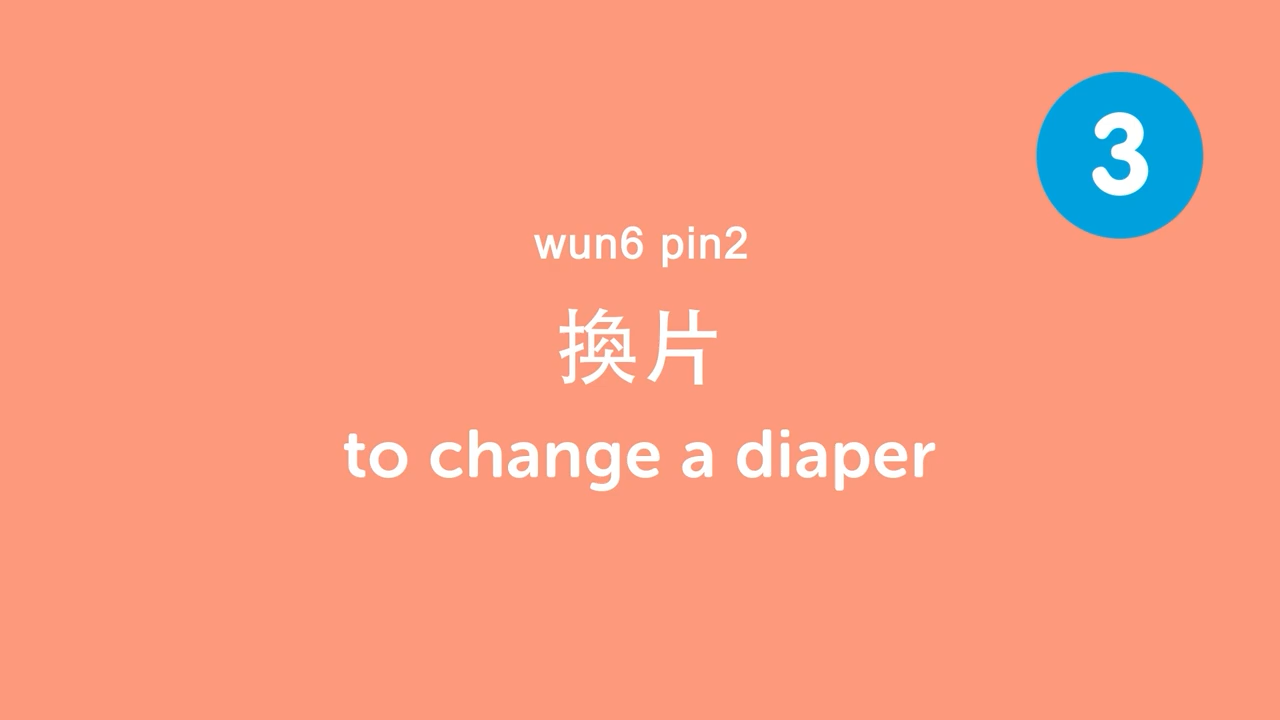 3
wun6 pin2
換片
to change a diaper